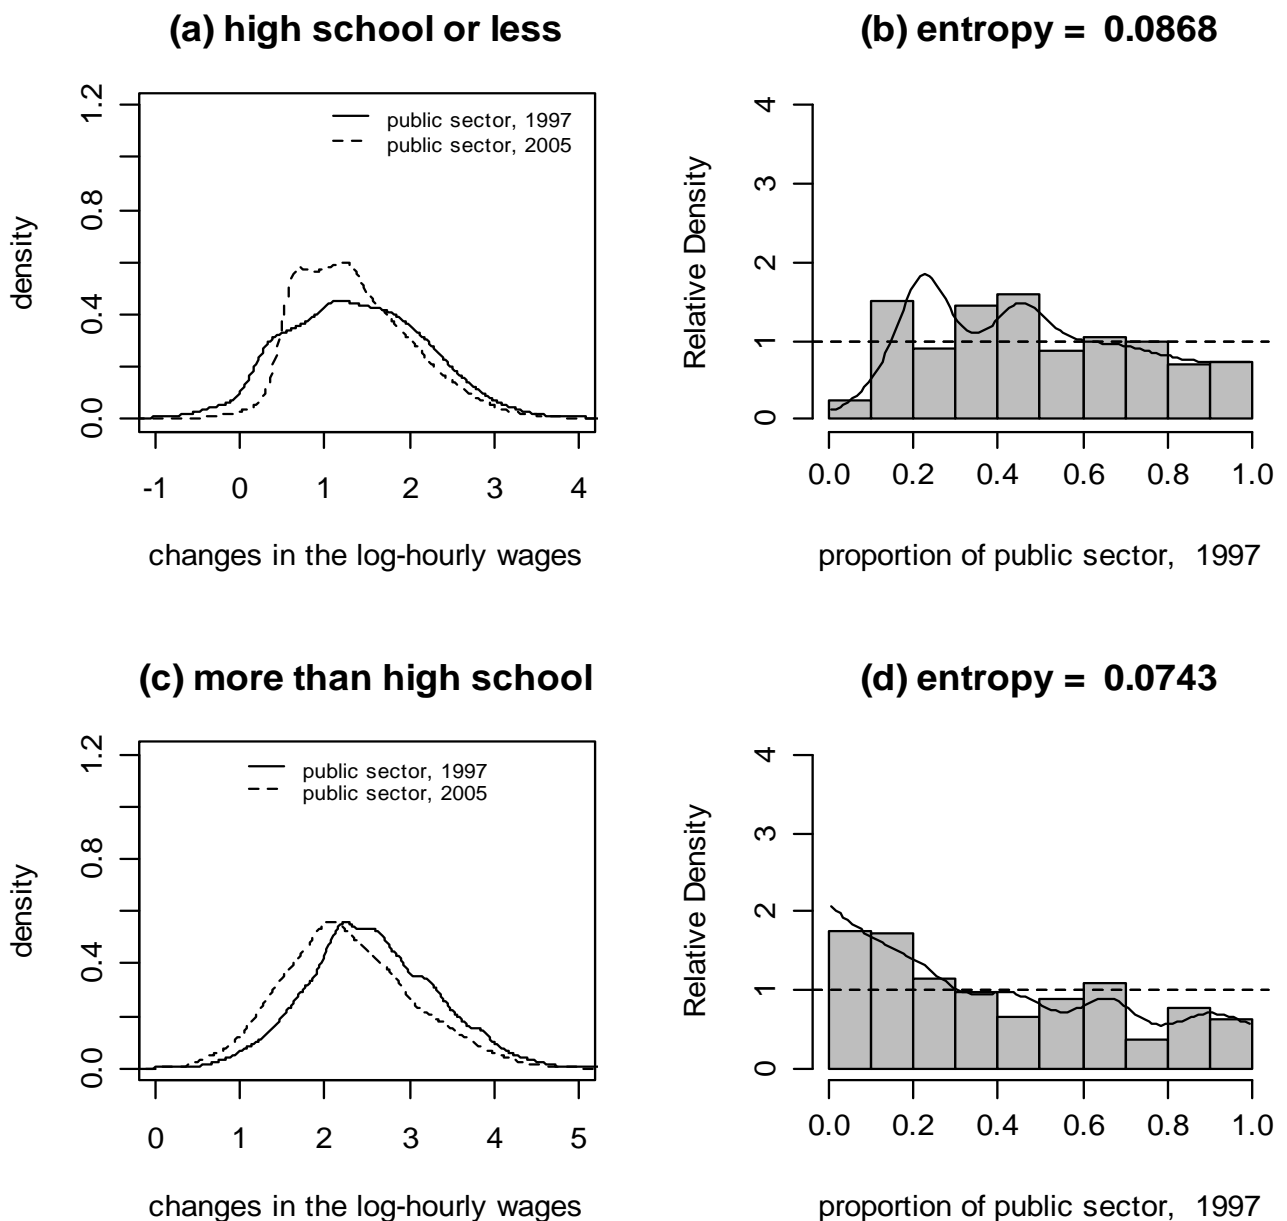 (a) high school or less
density
0.0 0.4 0.8 1.2
public sector, 1997
public sector, 2005
-1 0 1 2 3 4
changes in the log-hourly wages
(b) entropy = 0.0868
Relative Density
0 1 2 3 4
0.0 0.2 0.4 0.6 0.8 1.0
proportion of public sector, 1997
(c) more than high school
density
0.0 0.4 0.8 1.2
public sector, 1997
public sector, 2005
0 1 2 3 4 5
changes in the log-hourly wages
(d) entropy = 0.0743
Relative Density
0 1 2 3 4
0.0 0.2 0.4 0.6 0.8 1.0
proportion of public sector, 1997